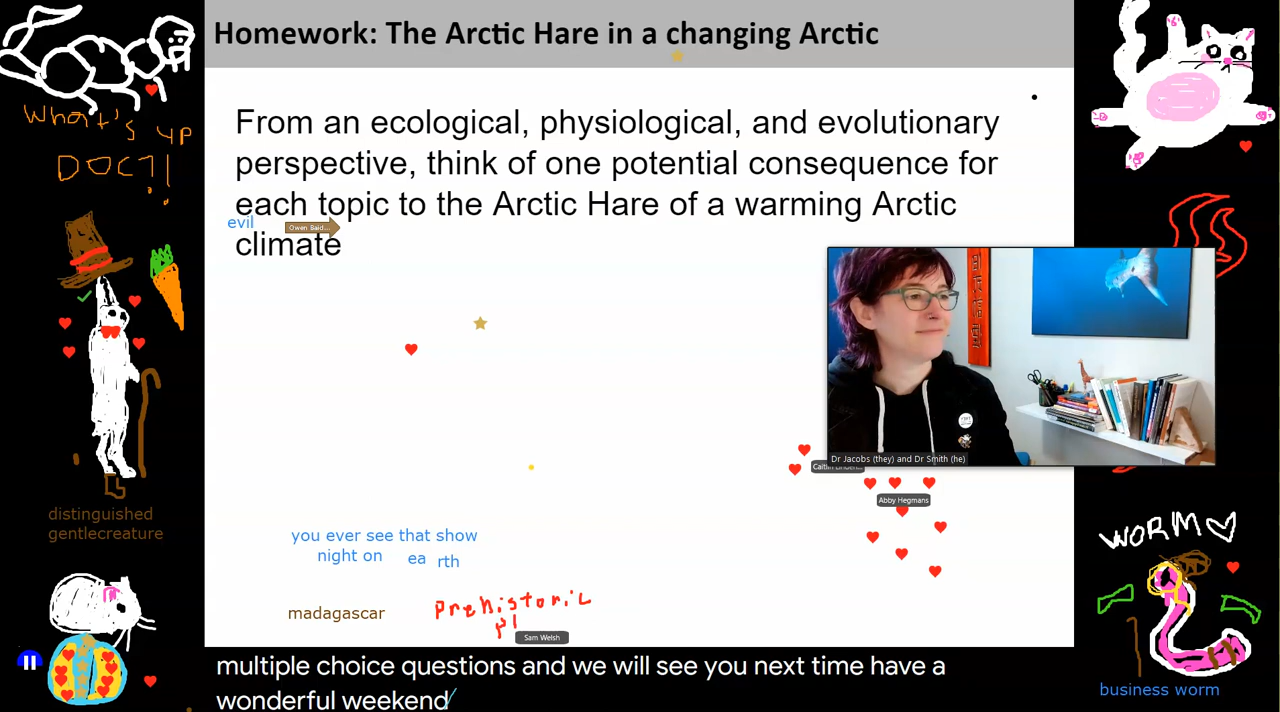 Homework: The Arctic Hare in a changing Arctic
What's up
DOC?!
From an ecological, physiological, and evolutionary
perspective, think of one potential consequence for
each topic to the Arctic Hare of a warming Arctic
climate
evil
Owen Baid...
Dr Jacobs (they) and Dr Smith (he)
Abby Hegmans
distinguished
gentlecreature
you ever see that show
night on ea rth
WORM
madagascar
prehistoric
pl
Sam Welsh
business worm
multiple choice questions and we will see you next time have a
wonderful weekend